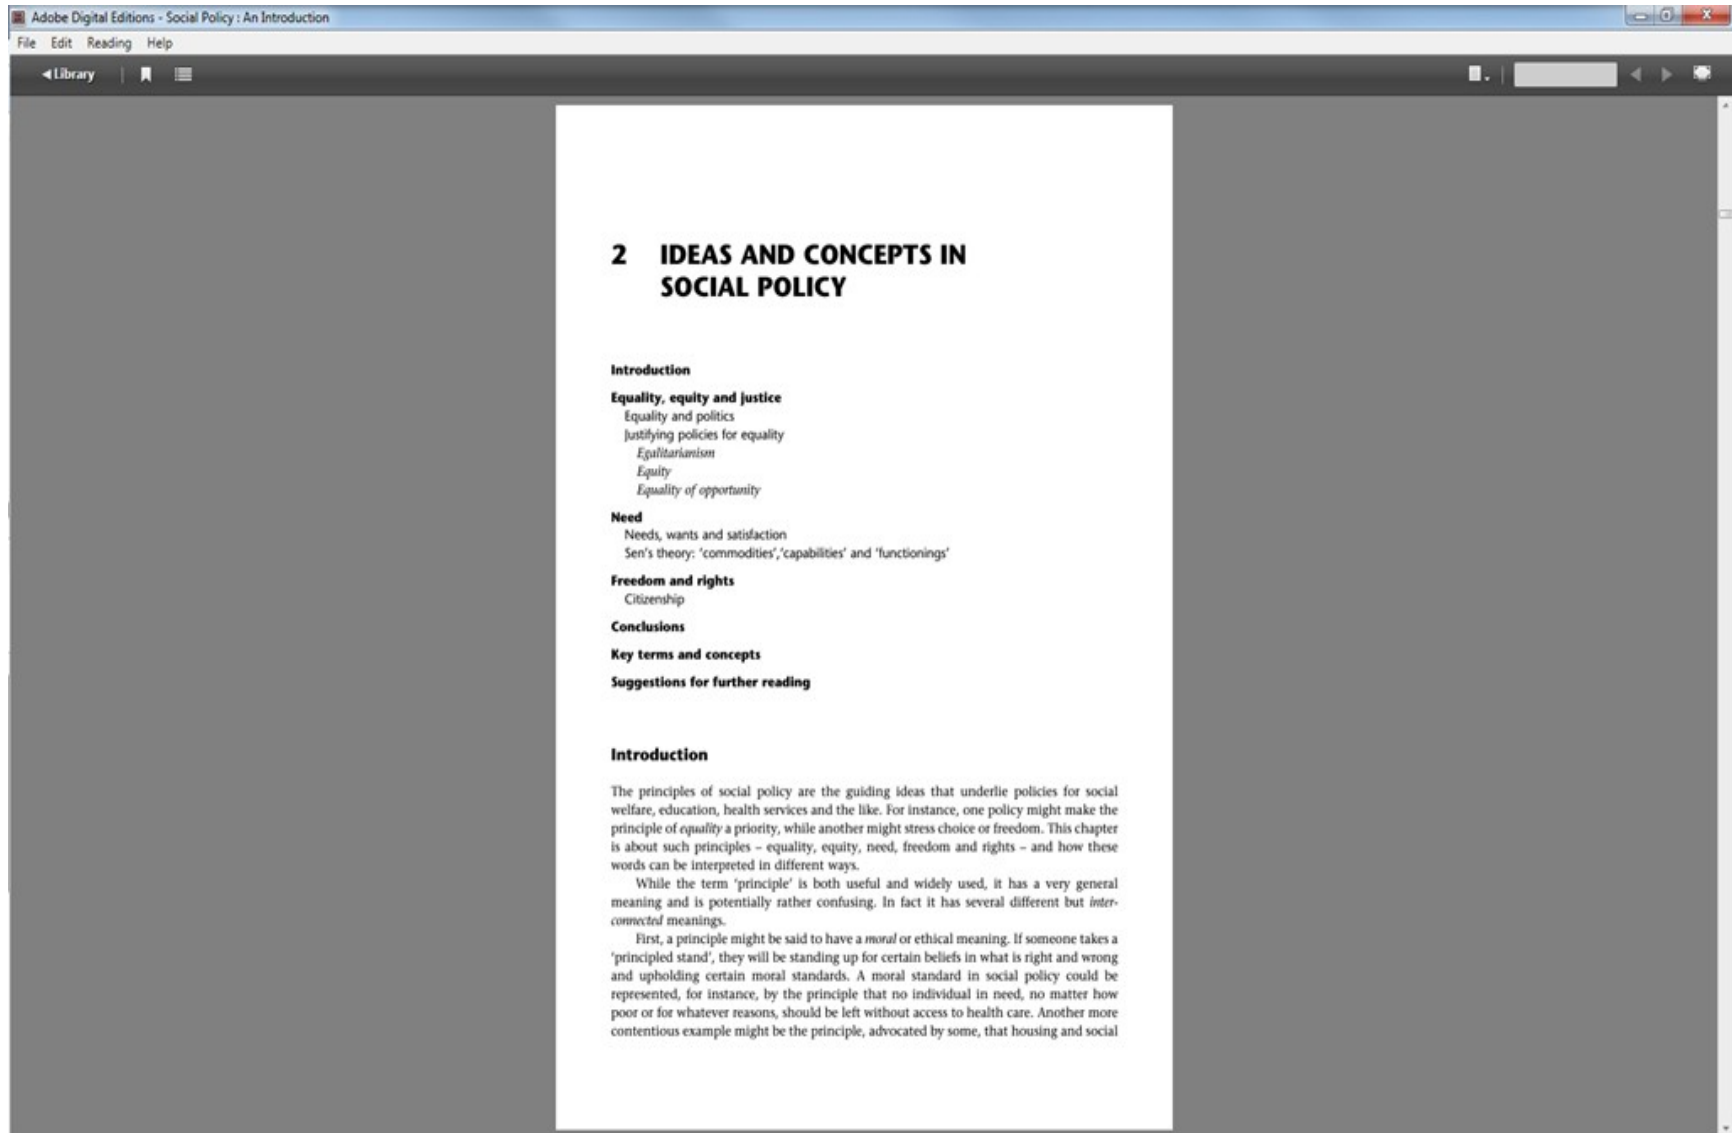 Adobe Digital Editions - Social Policy : An Introduction
File Edit Reading Help
Library
2 IDEAS AND CONCEPTS IN
SOCIAL POLICY
Introduction
Equality, equity and justice
Equality and politics
Justifying policies for equality
Egalitarianism
Equity
Equality of opportunity
Need
Needs, wants and satisfaction
Sen's theory: ‘commodities’,‘capabilities’ and ‘functionings’
Freedom and rights
Citizenship
Conclusions
Key terms and concepts
Suggestions for further reading
Introduction
The principles of social policy are the guiding ideas that underlie policies for social
welfare, education, health services and the like. For instance, one policy might make the
principle of equality a priority, while another might stress choice or freedom. This chapter
is about such principles – equality, equity, need, freedom and rights – and how these
words can be interpreted in different ways.
While the term ‘principle’ is both useful and widely used, it has a very general
meaning and is potentially rather confusing. In fact it has several different but inter-
connected meanings.
First, a principle might be said to have a moral or ethical meaning. If someone takes a
‘principled stand’, they will be standing up for certain beliefs in what is right and wrong
and upholding certain moral standards. A moral standard in social policy could be
represented, for instance, by the principle that no individual in need, no matter how
poor or for whatever reasons, should be left without access to health care. Another more
contentious example might be the principle, advocated by some, that housing and social